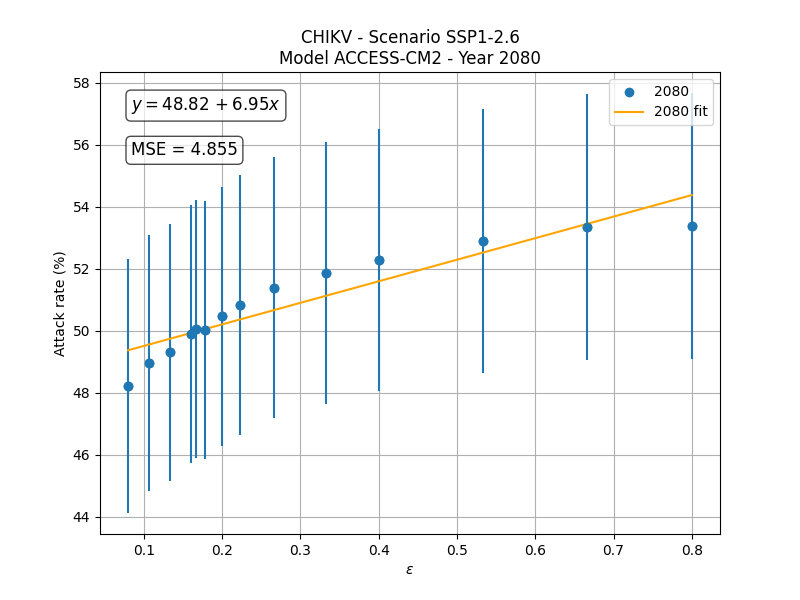 CHIKV - Scenario SSP1-2.6
Model ACCESS-CM2 - Year 2080
y = 48.82 + 6.95x
MSE = 4.855
2080
2080 fit
Attack rate (%)
58
56
54
52
50
48
46
44
0.1 0.2 0.3 0.4 0.5 0.6 0.7 0.8
ε